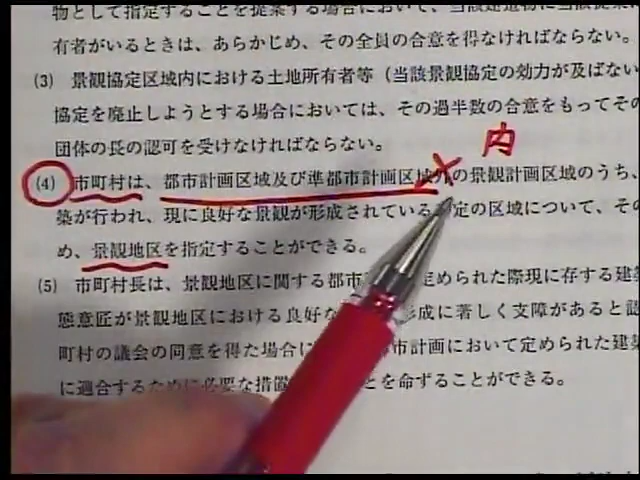 物として指定することを提案する場合において、当該建造物に当該提案
有者がいるときは、あらかじめ、その全員の合意を得なければならない。
(3) 景観協定区域内における土地所有者等（当該景観協定の効力が及ばない
協定を廃止しようとする場合においては、その過半数の合意をもってその
団体の長の認可を受けなければならない。
内
(4) 市町村は、都市計画区域及び準都市計画区域外の景観計画区域のうち、
築が行われ、現に良好な景観が形成されている 定の区域について、その
め、景観地区を指定することができる。
(5) 市町村長は、景観地区に関する都市 定められた際現に存する建
態意匠が景観地区における良好な 形成に著しく支障があると認
町村の議会の同意を得た場合に 都市計画において定められた建築
に適合するために必要な措置 とを命ずることができる。